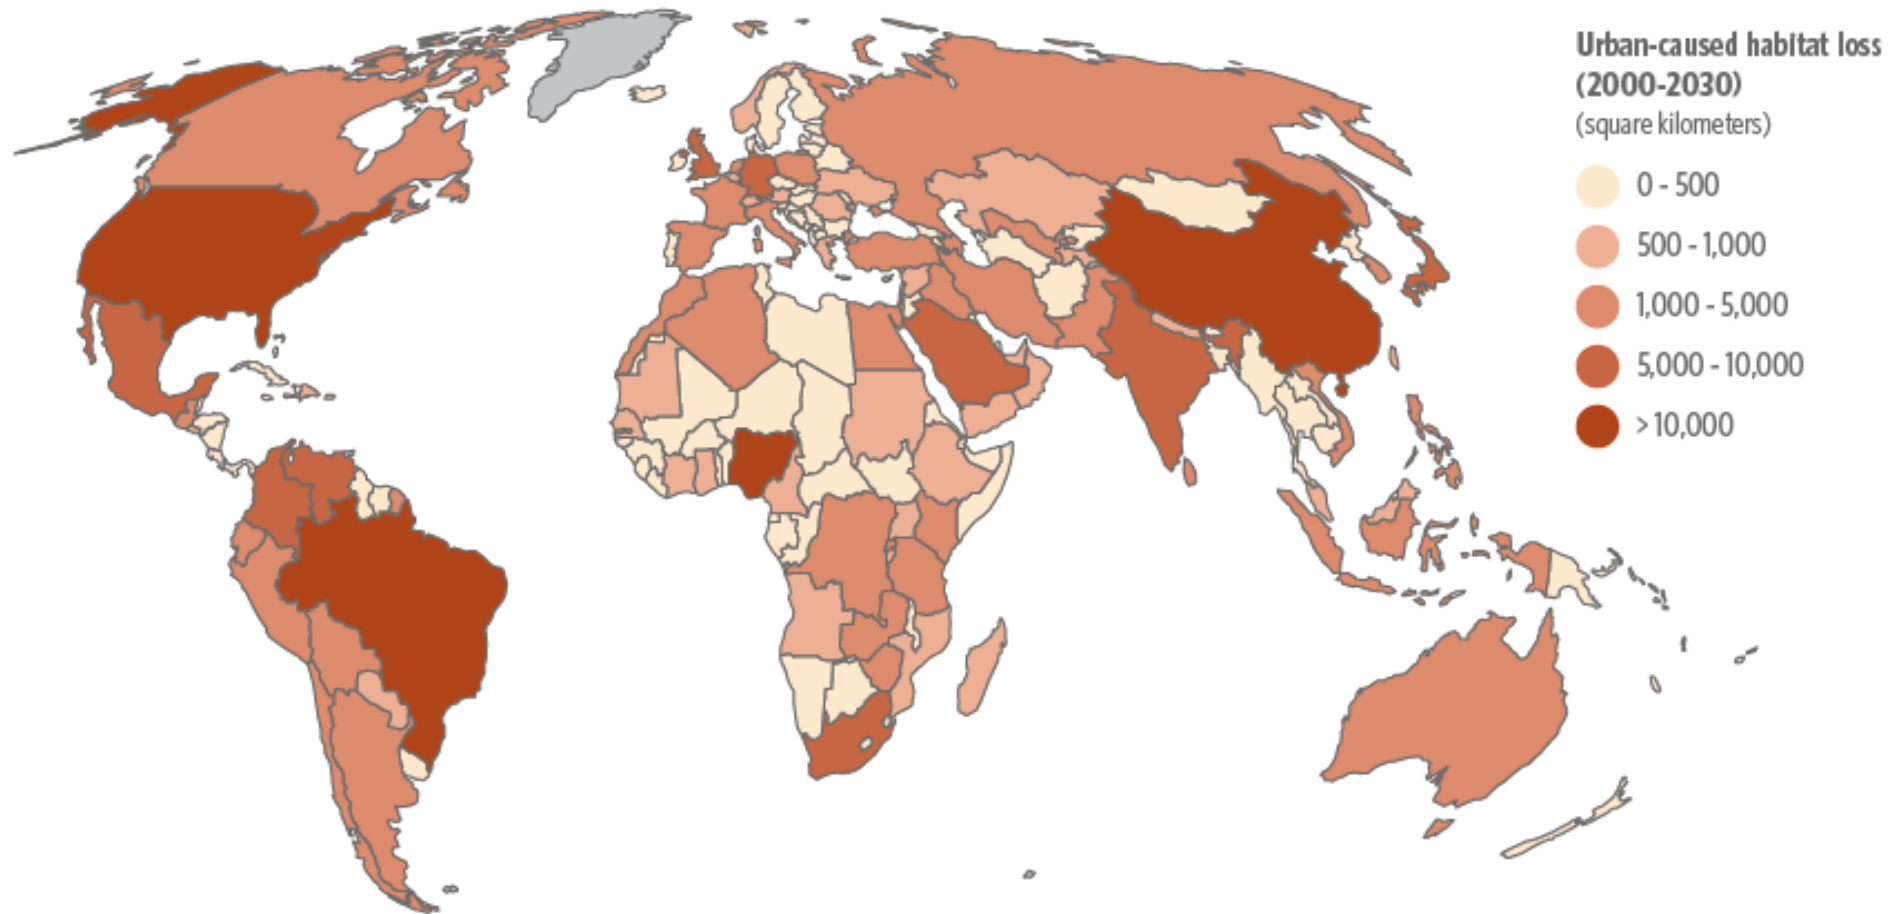 Urban-caused habitat loss
(2000-2030)
(square kilometers)
0 - 500
500 - 1,000
1,000 - 5,000
5,000 - 10,000
> 10,000